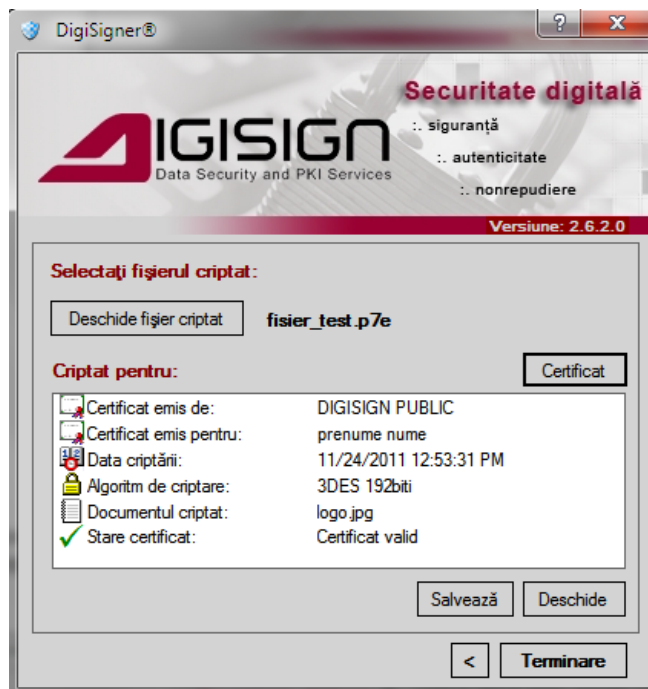 DigiSigner®
Securitate digitală
DIGISIGN
:. siguranță
Data Security and PKI Services
:. autenticitate
:. nonrepudiere
Versiune: 2.6.2.0
Selectaţi fişierul criptat:
Deschide fişier criptat fisier_test.p7e
Criptat pentru: Certificat
Certificat emis de: DIGISIGN PUBLIC
Certificat emis pentru: prenume nume
Data criptării: 11/24/2011 12:53:31 PM
Algoritm de criptare: 3DES 192biti
Documentul criptat: logo.jpg
Stare certificat: Certificat valid
Salvează Deschide
< Terminare